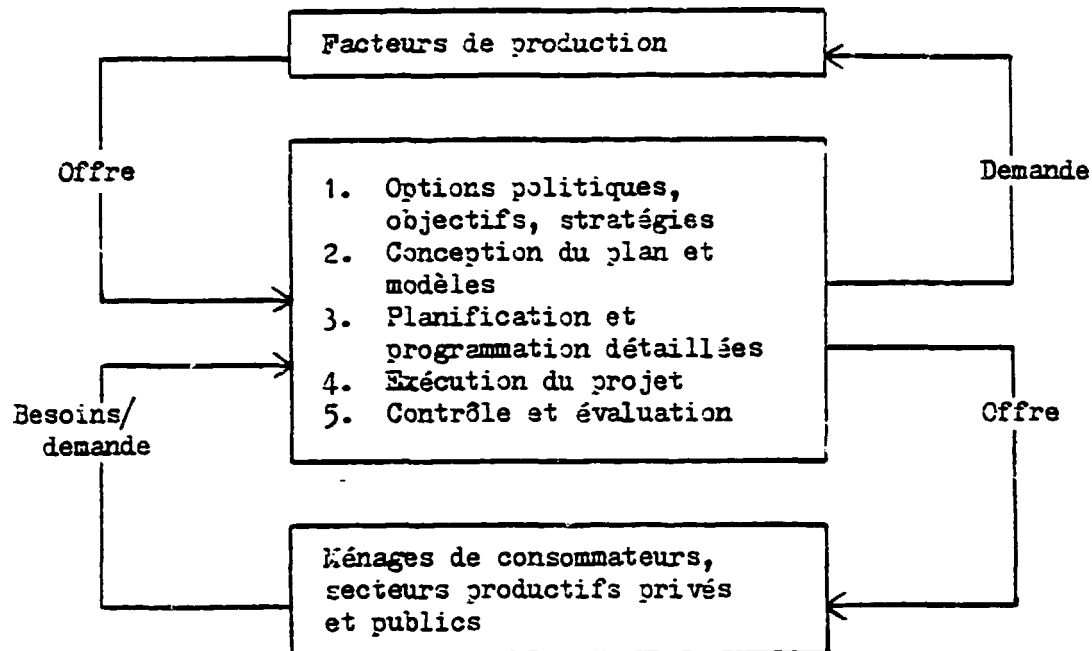 Facteurs de production
Offre
Demande
1. Options politiques,
objectifs, stratégies
2. Conception du plan et
modèles
3. Planification et
programmation détaillées
4. Exécution du projet
5. Contrôle et évaluation
Besoins/
demande
Offre
Ménages de consommateurs,
secteurs productifs privés
et publics